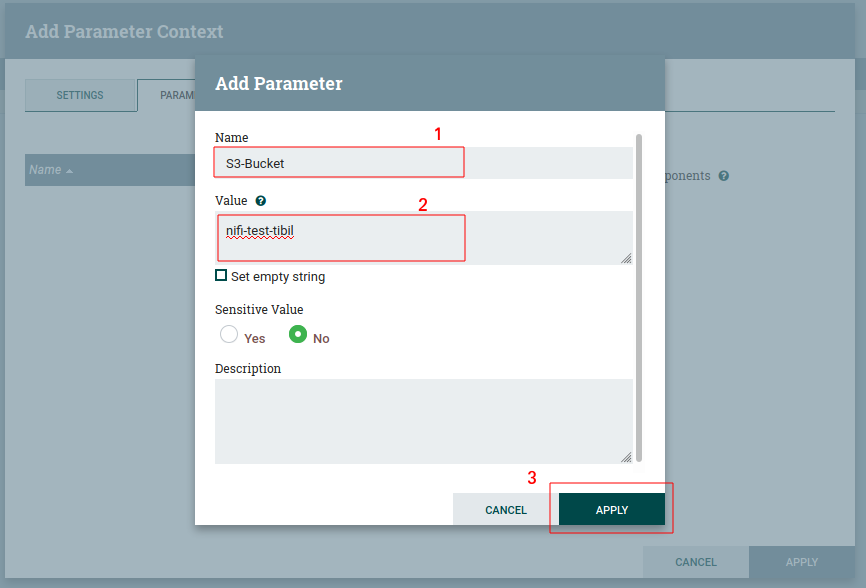 Add Parameter Context
SETTINGS
PARAM
Name
ponents
Add Parameter
Name
1
S3-Bucket
Value
2
nifi-test-tibil
Set empty string
Sensitive Value
Yes No
Description
3
CANCEL APPLY
CANCEL APPLY